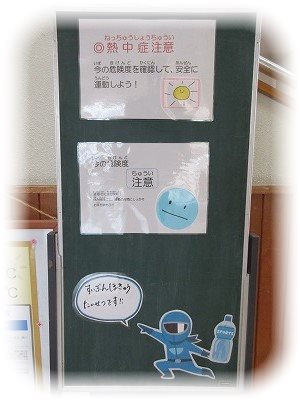 ねっちゅうしょうちゅうい
◎熱中症注意
いま きけんど かくにん あんぜん
今の危険度を確認して、安全に
うんどう
運動しよう！
いま きけんど
今の危険度
ちゅうい
注意
すいぶんほきゅう
たいせつです!!
SPORTS